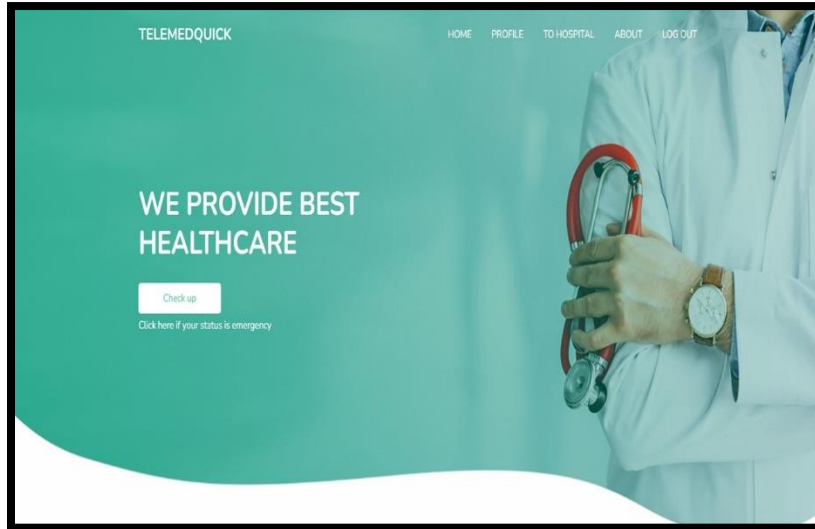 TELEMEDQUICK
HOME PROFILE TO HOSPITAL ABOUT LOG OUT
WE PROVIDE BEST
HEALTHCARE
Check up
Click here if your status is emergency